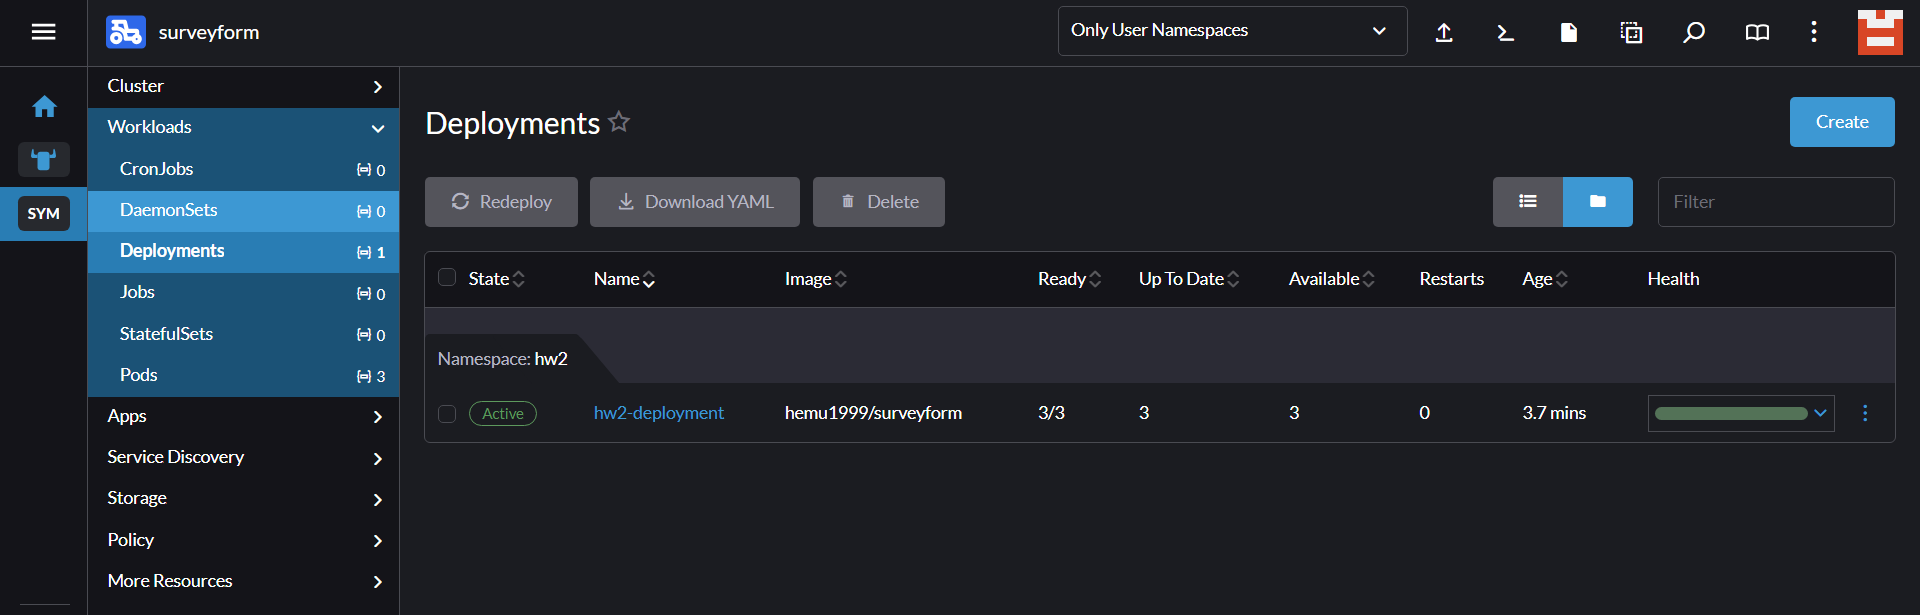 surveyform
Only User Namespaces
SYM
Cluster
Workloads
CronJobs 0
DaemonSets 0
Deployments 1
Jobs 0
StatefulSets 0
Pods 3
Apps
Service Discovery
Storage
Policy
More Resources
Deployments
Create
Redeploy
Download YAML
Delete
Filter
State Name Image Ready Up To Date Available Restarts Age Health
Namespace: hw2
Active hw2-deployment hemu1999/surveyform 3/3 3 3 0 3.7 mins